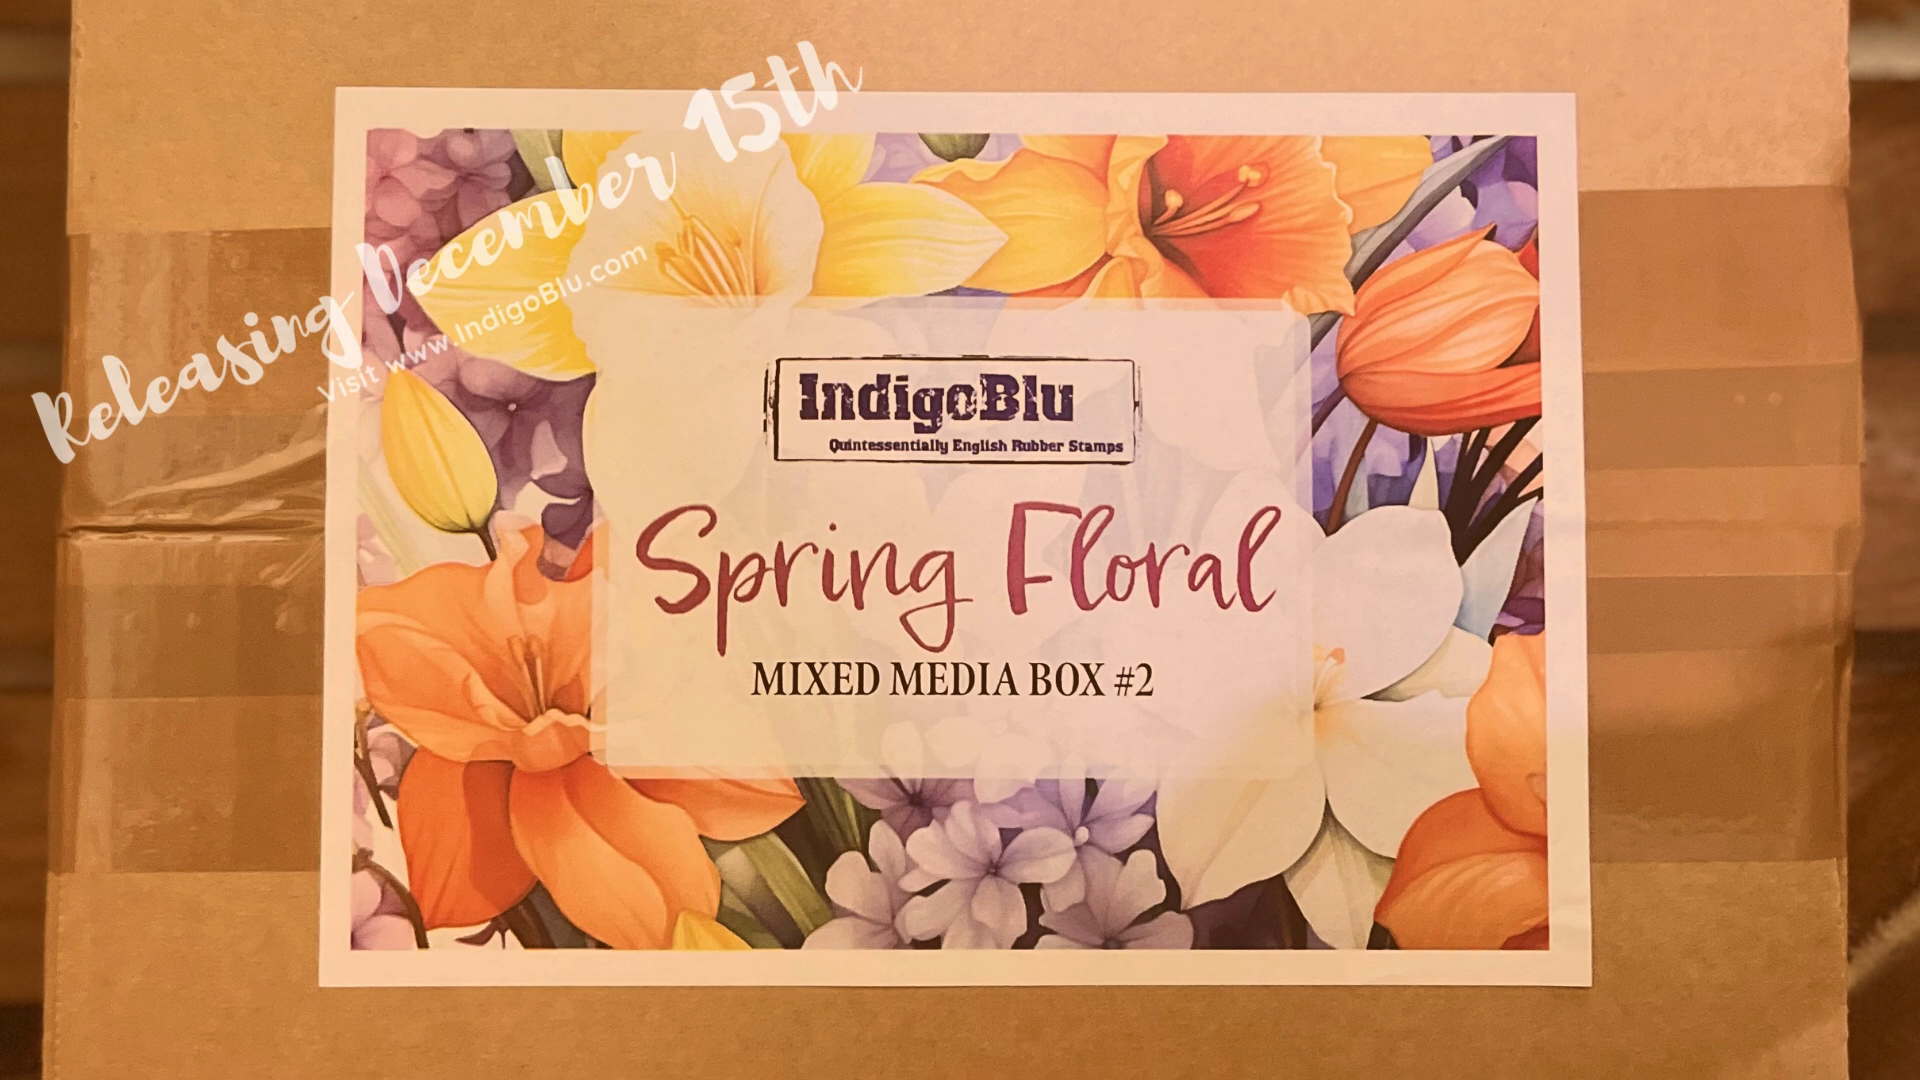 Releasing December 15th
Visit www.IndigoBlu.com
IndigoBlu
Quintessentially English Rubber Stamps
Spring Floral
MIXED MEDIA BOX #2